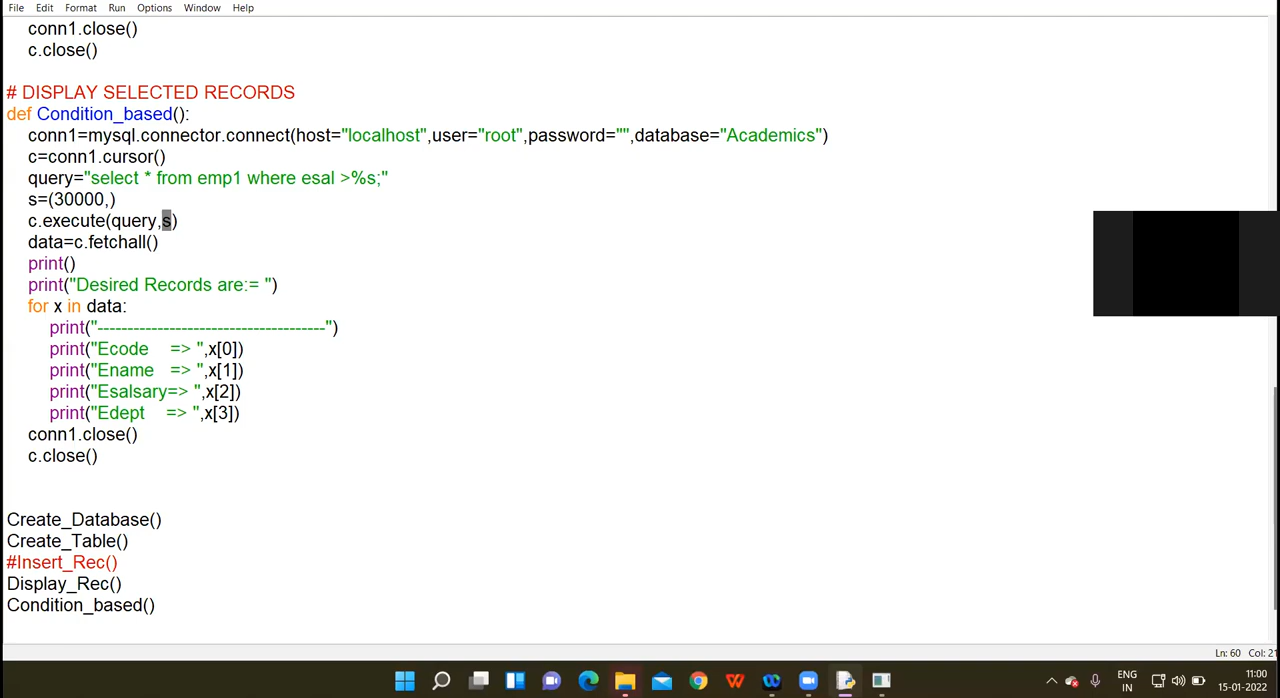 File Edit Format Run Options Window Help
conn1.close()
c.close()
# DISPLAY SELECTED RECORDS
def Condition_based():
conn1=mysql.connector.connect(host="localhost",user="root",password="",database="Academics")
c=conn1.cursor()
query="select * from emp1 where esal >%s;"
s=(30000,)
c.execute(query,s)
data=c.fetchall()
print()
print("Desired Records are:= ")
for x in data:
print("--------------------------------------")
print("Ecode => ",x[0])
print("Ename => ",x[1])
print("Esalsary=> ",x[2])
print("Edept => ",x[3])
conn1.close()
c.close()
Create_Database()
Create_Table()
#Insert_Rec()
Display_Rec()
Condition_based()
Ln: 60 Col: 21
ENG
IN
11:00
15-01-2022